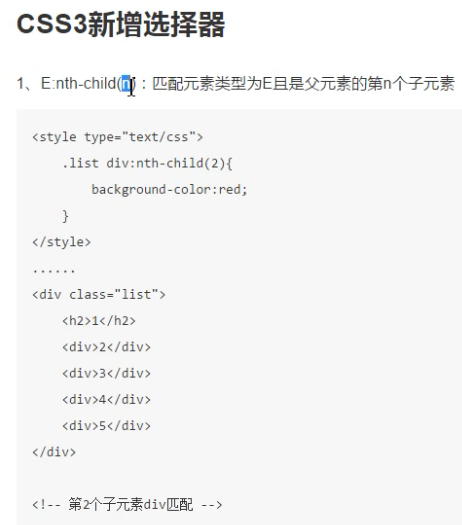 CSS3新增选择器
1、E:nth-child(n)：匹配元素类型为E且是父元素的第n个子元素
<style type="text/css">
    .list div:nth-child(2){
        background-color:red;
    }
</style>
......
<div class="list">
    <h2>1</h2>
    <div>2</div>
    <div>3</div>
    <div>4</div>
    <div>5</div>
</div>

<!-- 第2个子元素div匹配 -->